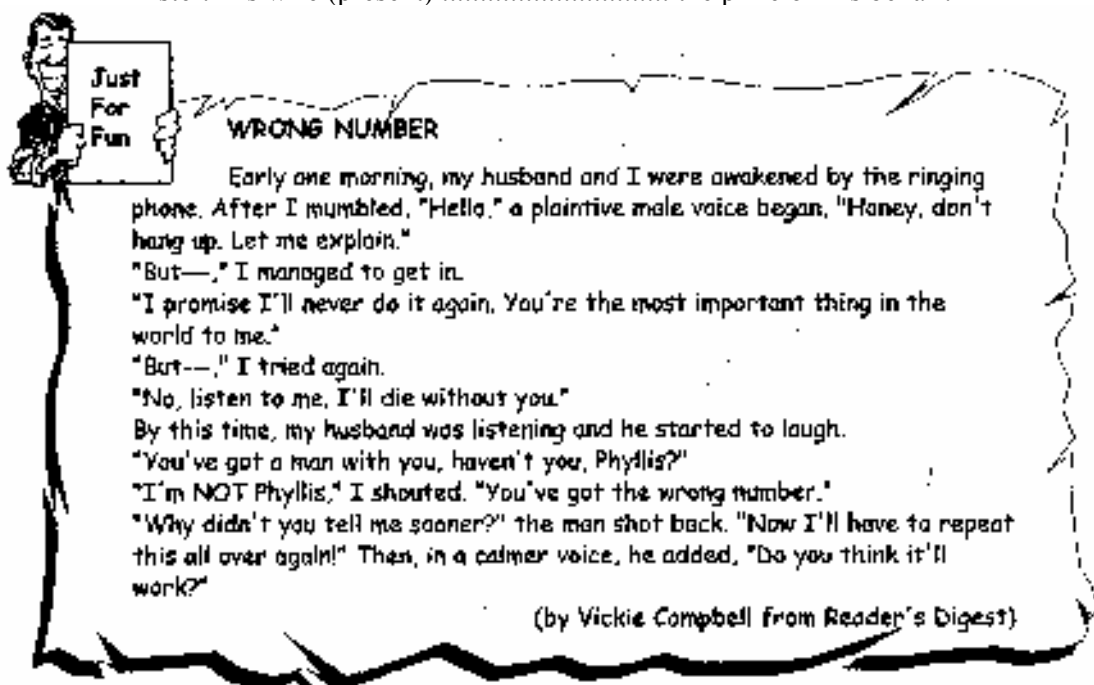 Just
For
Fun
WRONG NUMBER
Early one morning, my husband and I were awakened by the ringing
phone. After I mumbled, "Hello," a plaintive male voice began, "Honey, don't
hang up. Let me explain."
"But—," I managed to get in.
"I promise I'll never do it again. You're the most important thing in the
world to me."
"But---," I tried again.
"No, listen to me, I'll die without you."
By this time, my husband was listening and he started to laugh.
"You've got a man with you, haven't you, Phyllis?"
"I'm NOT Phyllis," I shouted. "You've got the wrong number."
"Why didn't you tell me sooner?" the man shot back. "Now I'll have to repeat
this all over again!" Then, in a calmer voice, he added, "Do you think it'll
work?"
(by Vickie Campbell from Reader's Digest)